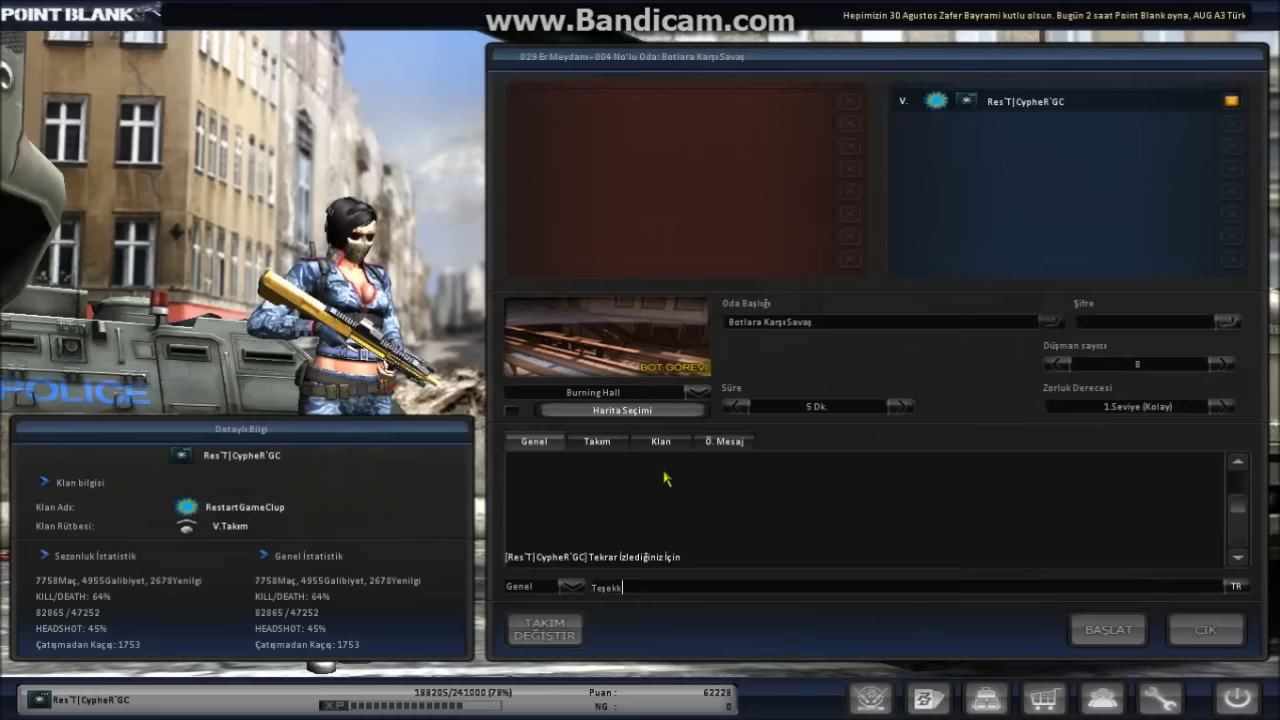 POINT BLANK
www.Bandicam.com
Hepimizin 30 Agustos Zafer Bayrami kutlu olsun. Bugün 2 saat Point Blank oyna, AUG A3 Türk
029 Er Meydanı - 004 No'lu Oda: Botlara Karşı Savaş
V. Res'T|CypheR'GC
POLICE
BOT GÖREVİ
Burning Hall
Harita Seçimi
Oda Başlığı
Botlara Karşı Savaş
Şifre
Düşman sayısı
8
Süre
5 Dk.
Zorluk Derecesi
1.Seviye (Kolay)
Detaylı Bilgi
Res'T|CypheR'GC
Klan bilgisi
Klan Adı: RestartGameClup
Klan Rütbesi: V.Takım
Sezonluk İstatistik
7758Maç, 4955Galibiyet, 2678Yenilgi
KILL/DEATH: 64%
82865 / 47252
HEADSHOT: 45%
Çatışmadan Kaçış: 1753
Genel İstatistik
7758Maç, 4955Galibiyet, 2678Yenilgi
KILL/DEATH: 64%
82865 / 47252
HEADSHOT: 45%
Çatışmadan Kaçış: 1753
Genel Takım Klan Ö. Mesaj
[Res'T|CypheR'GC] Tekrar İzlediğiniz İçin
Genel Teşekk TR
TAKIM
DEĞİŞTİR
BAŞLAT
ÇIK
Res'T|CypheR'GC
188205/241000 (78%)
XP
Puan : 62228
NG : 0